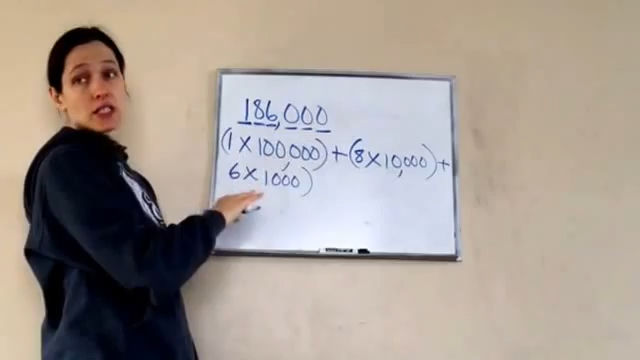 186,000
(1 X 100,000) + (8 X 10,000) +
6 X 1000)